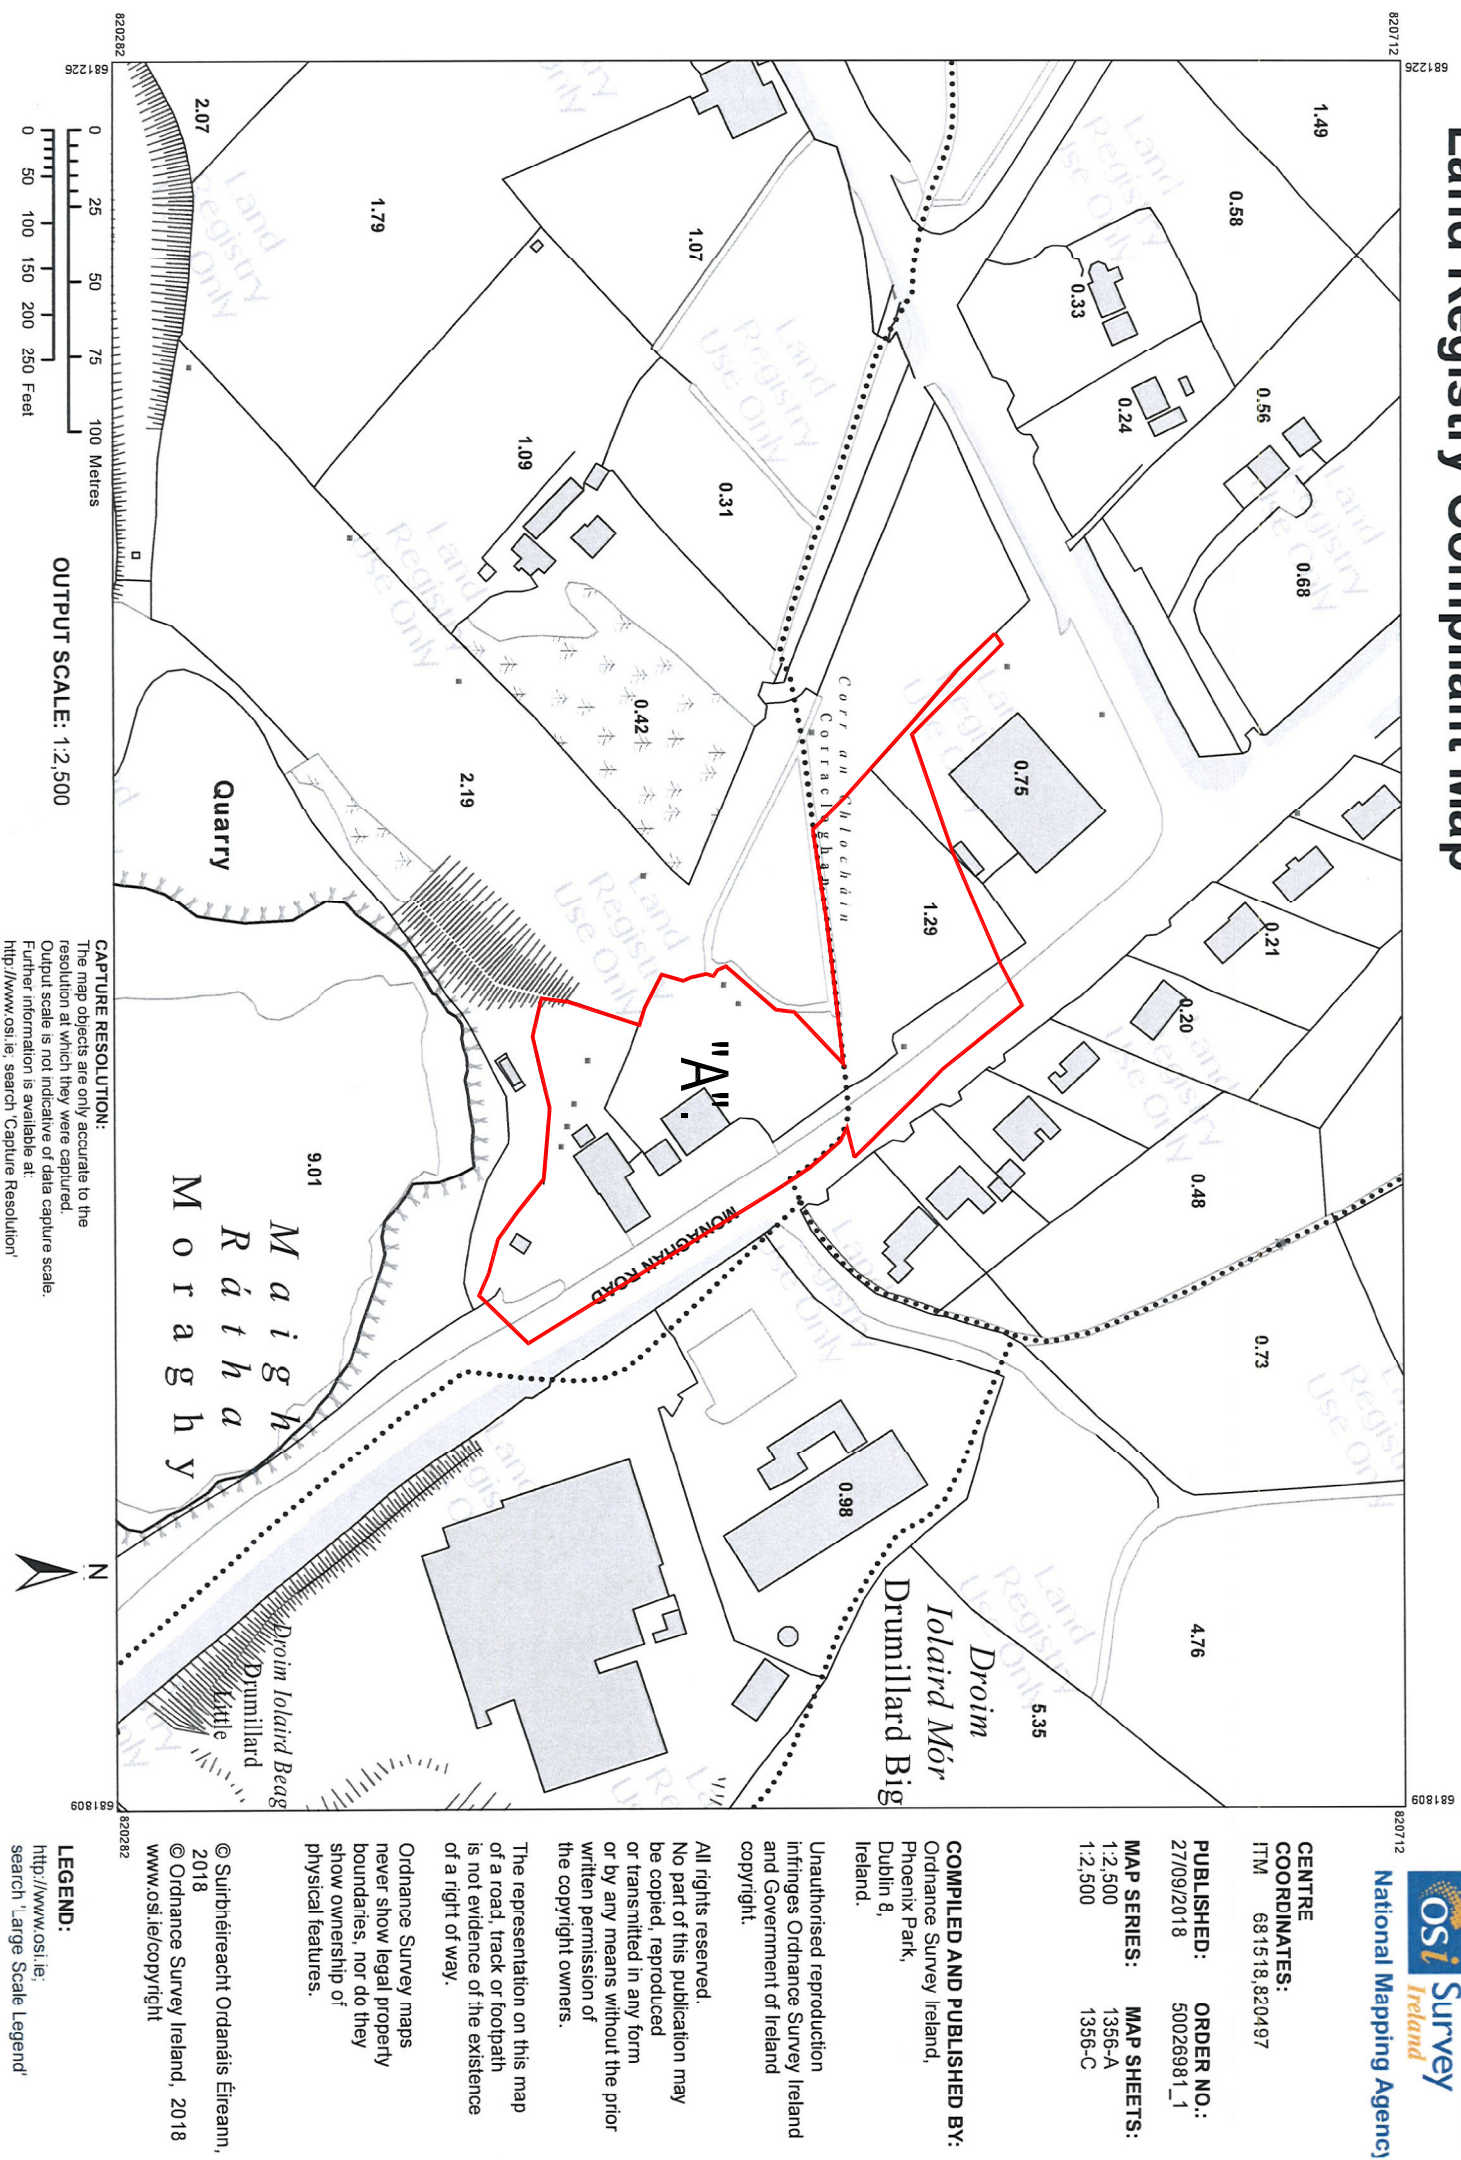 Land Registry Compliant Map
OSi
Survey
Ireland
National Mapping Agency
CENTRE
COORDINATES:
ITM 681518,820497
PUBLISHED: ORDER NO.:
27/09/2018 50026981_1
MAP SERIES: MAP SHEETS:
1:2,500 1356-A
1:2,500 1356-C
COMPILED AND PUBLISHED BY:
Ordnance Survey Ireland,
Phoenix Park,
Dublin 8,
Ireland.
Unauthorised reproduction
infringes Ordnance Survey Ireland
and Government of Ireland
copyright.
All rights reserved.
No part of this publication may
be copied, reproduced
or transmitted in any form
or by any means without the prior
written permission of
the copyright owners.
The representation on this map
of a road, track or footpath
is not evidence of the existence
of a right of way.
Ordnance Survey maps
never show legal property
boundaries, nor do they
show ownership of
physical features.
© Suirbhéireacht Ordanáis Éireann,
2018
© Ordnance Survey Ireland, 2018
www.osi.ie/copyright
LEGEND:
http://www.osi.ie;
search 'Large Scale Legend'
820712
681226
820712
681809
820282
681226
820282
681809
1.49
0.58
0.33
0.24
0.56
0.68
1.07
1.79
2.07
0.31
1.09
0.42
2.19
0.75
1.29
0.21
0.20
0.48
0.73
4.76
5.35
0.98
9.01
Corr an Chlocháin
Corracloghan
"A".
MONAGHAN ROAD
Quarry
Maigh
Rátha
Moraghy
Droim
Iolaird Mór
Drumillard Big
Droim Iolaird Beag
Drumillard
Little
Land
Registry
Use Only
N
0 25 50 75 100 Metres
0 50 100 150 200 250 Feet
OUTPUT SCALE: 1:2,500
CAPTURE RESOLUTION:
The map objects are only accurate to the
resolution at which they were captured.
Output scale is not indicative of data capture scale.
Further information is available at:
http://www.osi.ie; search 'Capture Resolution'